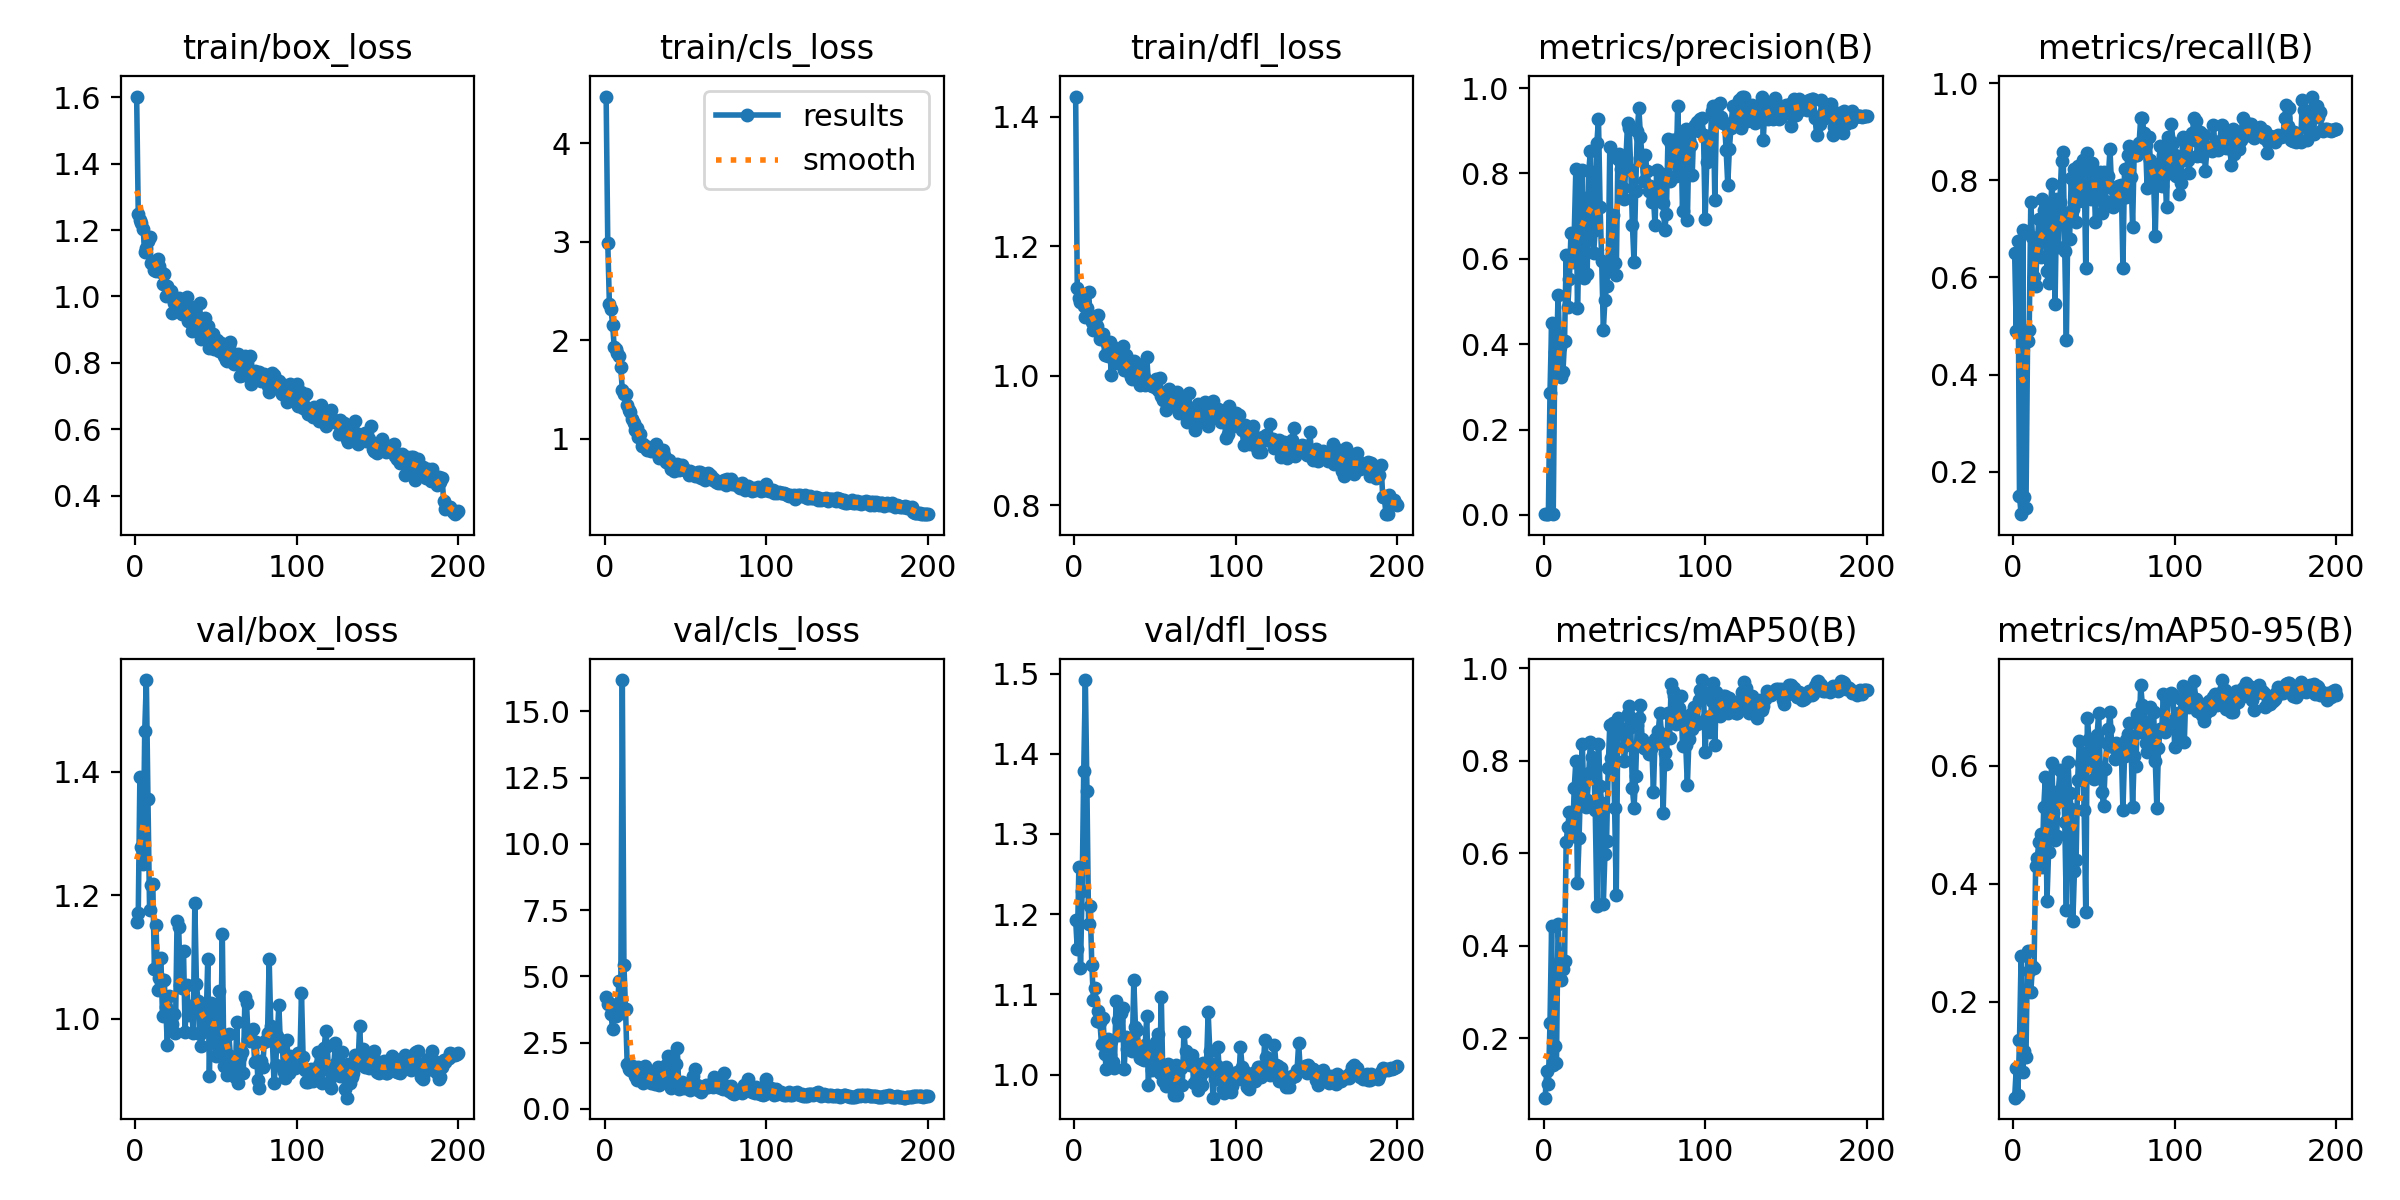 train/box_loss
1.6
1.4
1.2
1.0
0.8
0.6
0.4
0 100 200
train/cls_loss
results
smooth
4
3
2
1
0 100 200
train/dfl_loss
1.4
1.2
1.0
0.8
0 100 200
metrics/precision(B)
1.0
0.8
0.6
0.4
0.2
0.0
0 100 200
metrics/recall(B)
1.0
0.8
0.6
0.4
0.2
0 100 200
val/box_loss
1.4
1.2
1.0
0 100 200
val/cls_loss
15.0
12.5
10.0
7.5
5.0
2.5
0.0
0 100 200
val/dfl_loss
1.5
1.4
1.3
1.2
1.1
1.0
0 100 200
metrics/mAP50(B)
1.0
0.8
0.6
0.4
0.2
0 100 200
metrics/mAP50-95(B)
0.6
0.4
0.2
0 100 200